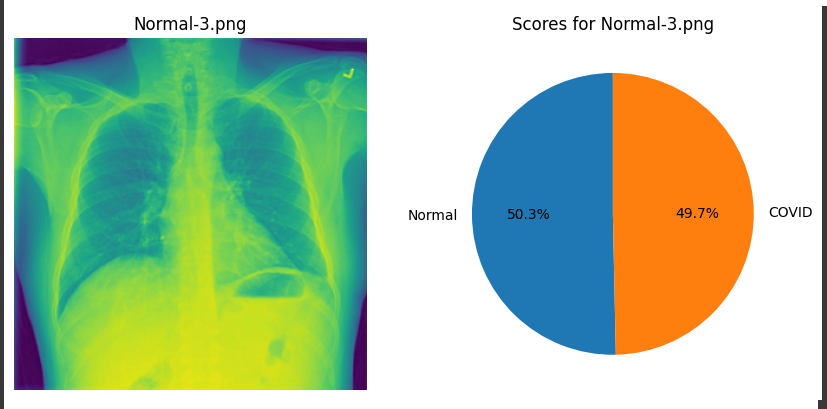 Normal-3.png
Scores for Normal-3.png
Normal
50.3%
49.7%
COVID
L